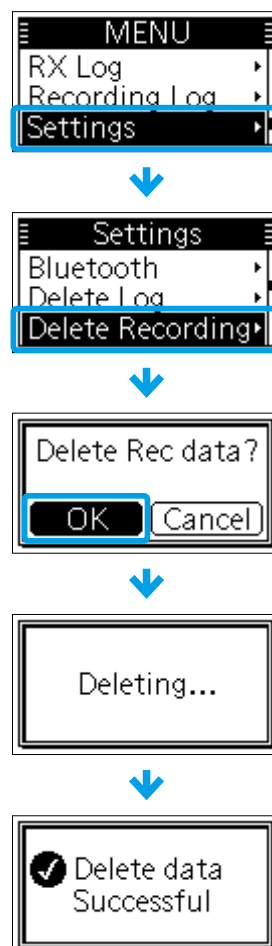 MENU
RX Log
Recording Log
Settings
Settings
Bluetooth
Delete Log
Delete Recording
Delete Rec data?
OK Cancel
Deleting...
Delete data
Successful